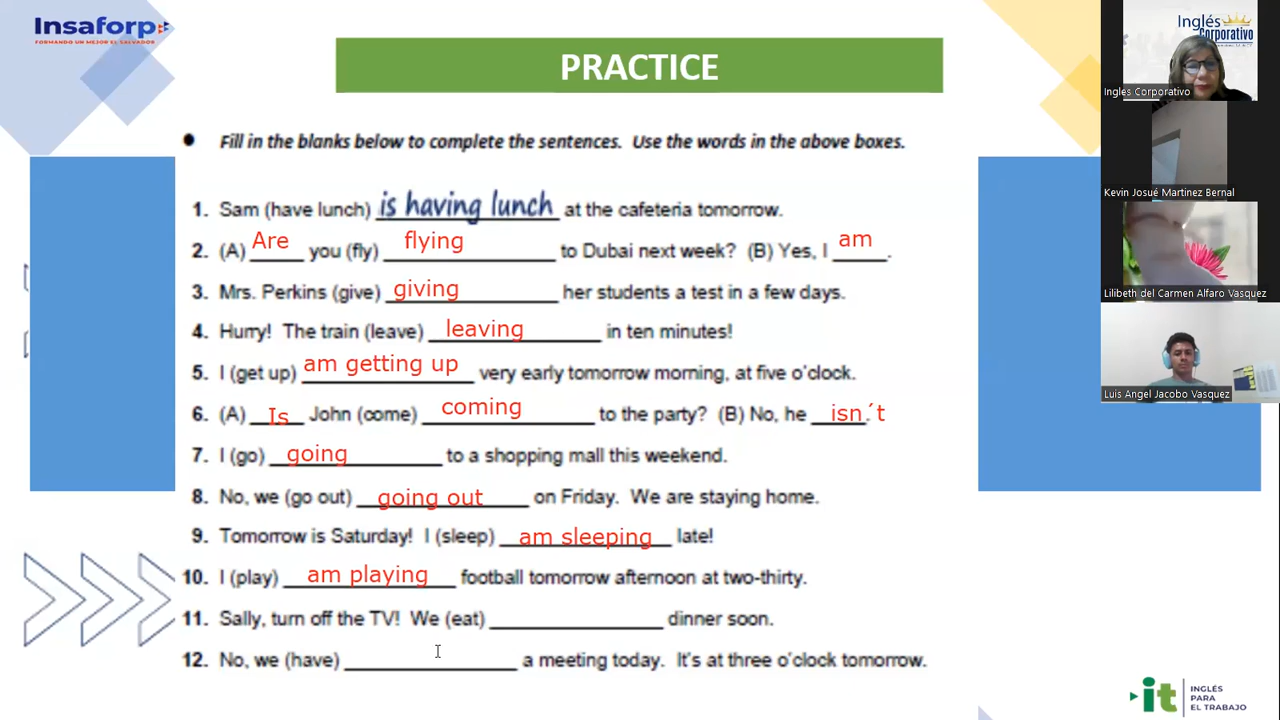 Insaforp
FORMANDO UN MEJOR EL SALVADOR
PRACTICE
Fill in the blanks below to complete the sentences. Use the words in the above boxes.
1. Sam (have lunch) is having lunch at the cafeteria tomorrow.
2. (A) Are you (fly) flying to Dubai next week? (B) Yes, I am.
3. Mrs. Perkins (give) giving her students a test in a few days.
4. Hurry! The train (leave) leaving in ten minutes!
5. I (get up) am getting up very early tomorrow morning, at five o'clock.
6. (A) Is John (come) coming to the party? (B) No, he isn´t.
7. I (go) going to a shopping mall this weekend.
8. No, we (go out) going out on Friday. We are staying home.
9. Tomorrow is Saturday! I (sleep) am sleeping late!
10. I (play) am playing football tomorrow afternoon at two-thirty.
11. Sally, turn off the TV! We (eat) ____ dinner soon.
12. No, we (have) ____ a meeting today. It's at three o'clock tomorrow.
Inglés
Corporativo
Ingles Corporativo
Kevin Josué Martinez Bernal
Lilibeth del Carmen Alfaro Vasquez
Luis Angel Jacobo Vasquez
it
INGLÉS
PARA
EL TRABAJO